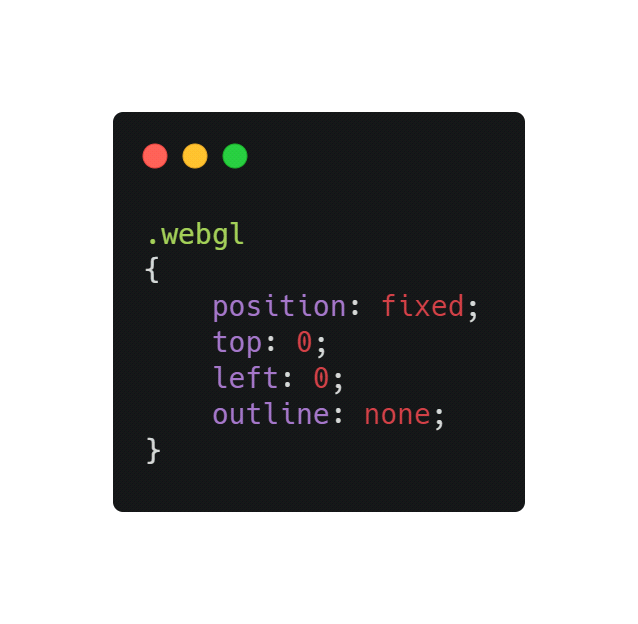 .webgl
{
    position: fixed;
    top: 0;
    left: 0;
    outline: none;
}